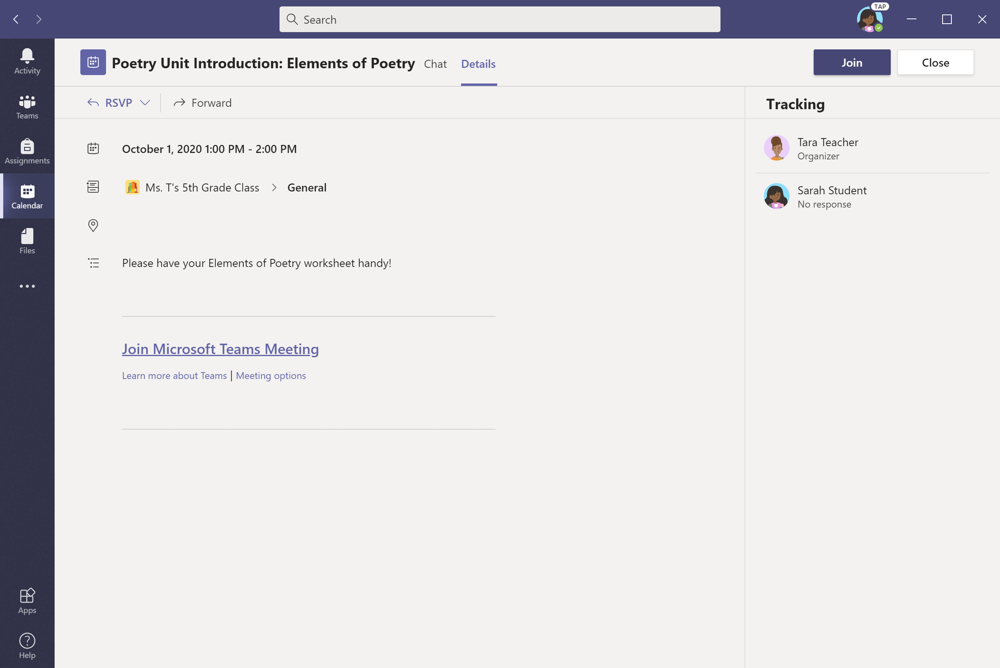 Search
TAP
Activity
Teams
Assignments
Calendar
Files
Apps
Help
Poetry Unit Introduction: Elements of Poetry
Chat
Details
Join
Close
RSVP
Forward
October 1, 2020 1:00 PM - 2:00 PM
Ms. T's 5th Grade Class > General
Please have your Elements of Poetry worksheet handy!
Join Microsoft Teams Meeting
Learn more about Teams | Meeting options
Tracking
Tara Teacher
Organizer
Sarah Student
No response